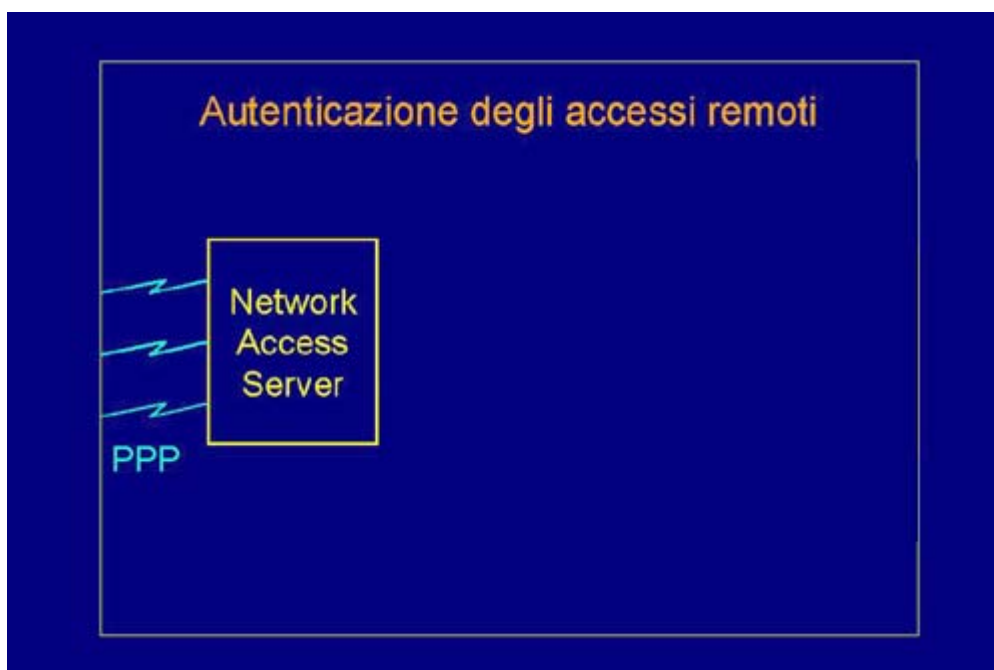 Autenticazione degli accessi remoti
Network
Access
Server
PPP